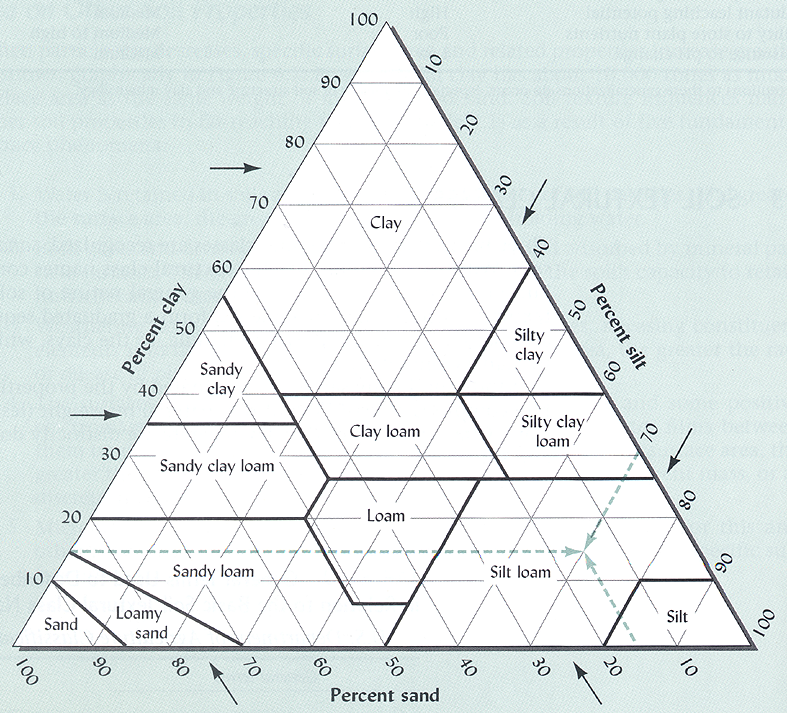 100
90
10
80
20
70
30
Clay
60
40
Percent clay
50
50
Percent silt
Silty
clay
Sandy
clay
60
40
Clay loam
Silty clay
loam
70
30
Sandy clay loam
80
20
Loam
Sandy loam
Silt loam
90
10
Sand
Loamy
sand
Silt
100
100
90
80
70
60
50
40
30
20
10
Percent sand